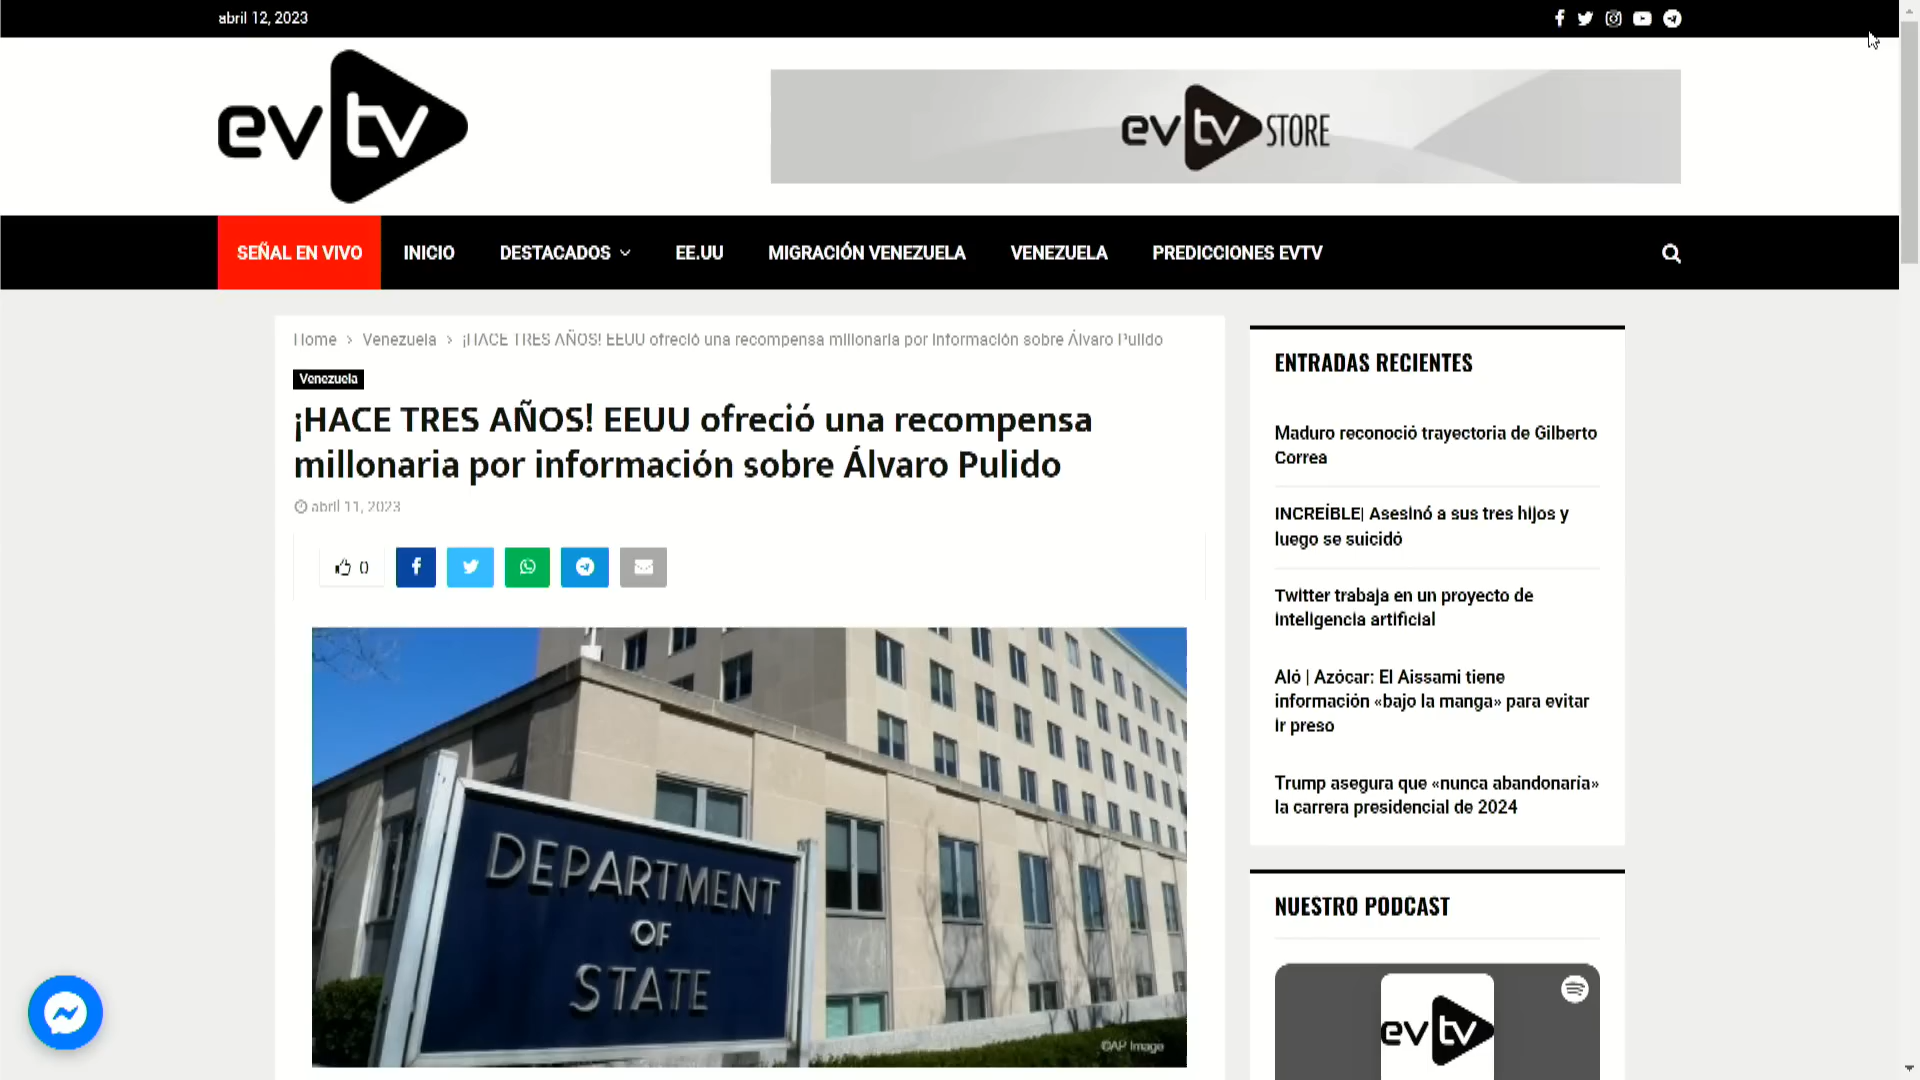 abril 12, 2023
evtv
evtv STORE
SEÑAL EN VIVO
INICIO
DESTACADOS
EE.UU
MIGRACIÓN VENEZUELA
VENEZUELA
PREDICCIONES EVTV
Home > Venezuela > ¡HACE TRES AÑOS! EEUU ofreció una recompensa millonaria por información sobre Álvaro Pulido
Venezuela
¡HACE TRES AÑOS! EEUU ofreció una recompensa
millonaria por información sobre Álvaro Pulido
abril 11, 2023
0
DEPARTMENT
OF
STATE
©AP Image
ENTRADAS RECIENTES
Maduro reconoció trayectoria de Gilberto
Correa
INCREÍBLE| Asesinó a sus tres hijos y
luego se suicidó
Twitter trabaja en un proyecto de
inteligencia artificial
Aló | Azócar: El Aissami tiene
información «bajo la manga» para evitar
ir preso
Trump asegura que «nunca abandonaría»
la carrera presidencial de 2024
NUESTRO PODCAST
evtv